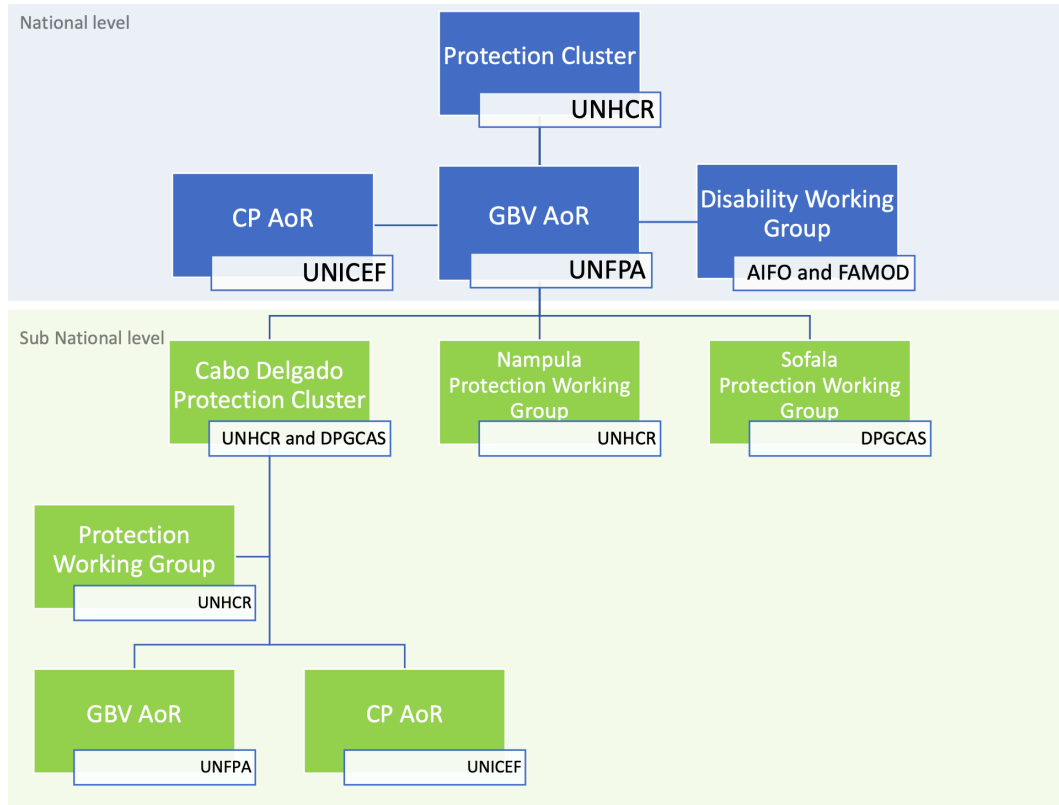 National level
Protection Cluster
UNHCR
CP AoR
UNICEF
GBV AoR
UNFPA
Disability Working
Group
AIFO and FAMOD
Sub National level
Cabo Delgado
Protection Cluster
UNHCR and DPGCAS
Nampula
Protection Working
Group
UNHCR
Sofala
Protection Working
Group
DPGCAS
Protection
Working Group
UNHCR
GBV AoR
UNFPA
CP AoR
UNICEF